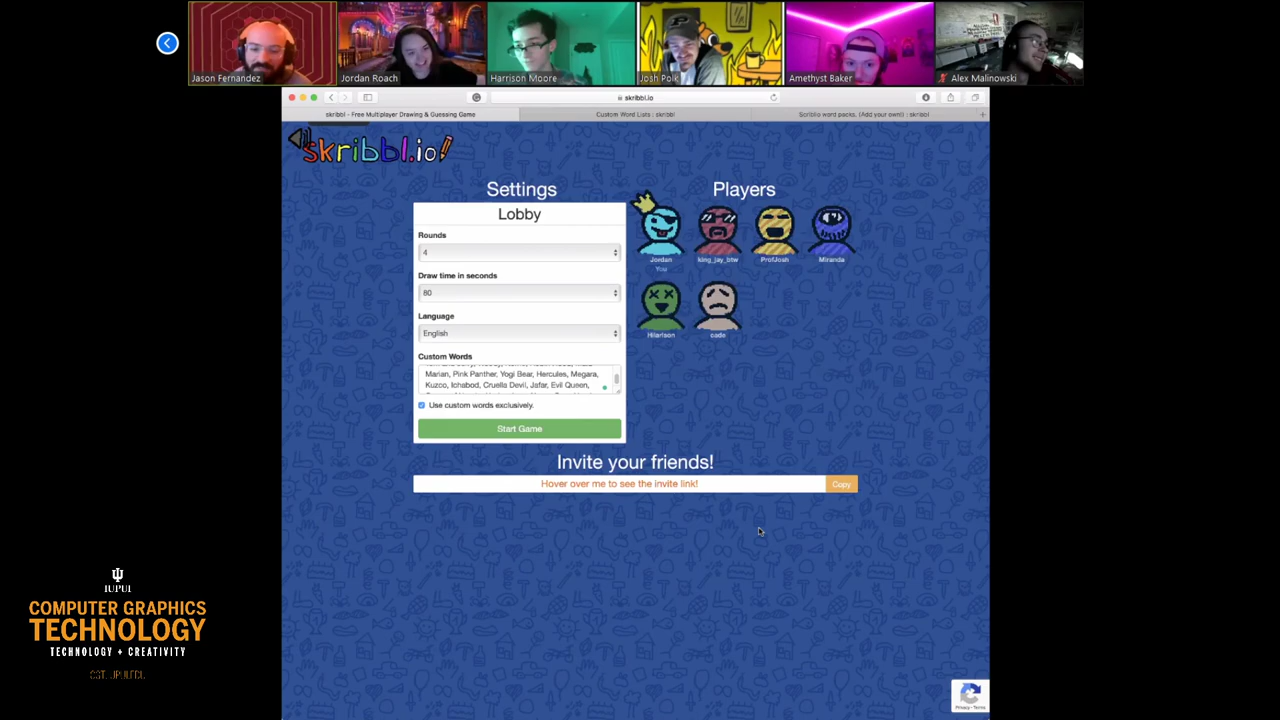 Jason Fernandez
Jordan Roach
Harrison Moore
Josh Polk
Amethyst Baker
Alex Malinowski
skribbl.io
skribbl - Free Multiplayer Drawing & Guessing Game
Custom Word Lists : skribbl
Scriblio word packs. (Add your own!) : skribbl
skribbl.io
Settings
Players
Lobby
Rounds
4
Draw time in seconds
80
Language
English
Custom Words
Marian, Pink Panther, Yogi Bear, Hercules, Megara,
Kuzco, Ichabod, Cruella Devil, Jafar, Evil Queen,
Use custom words exclusively.
Start Game
Jordan
You
king_jay_btw
ProfJosh
Miranda
Hilarison
cade
Invite your friends!
Hover over me to see the invite link!
Copy
IUPUI
COMPUTER GRAPHICS
TECHNOLOGY
TECHNOLOGY + CREATIVITY
Privacy - Terms